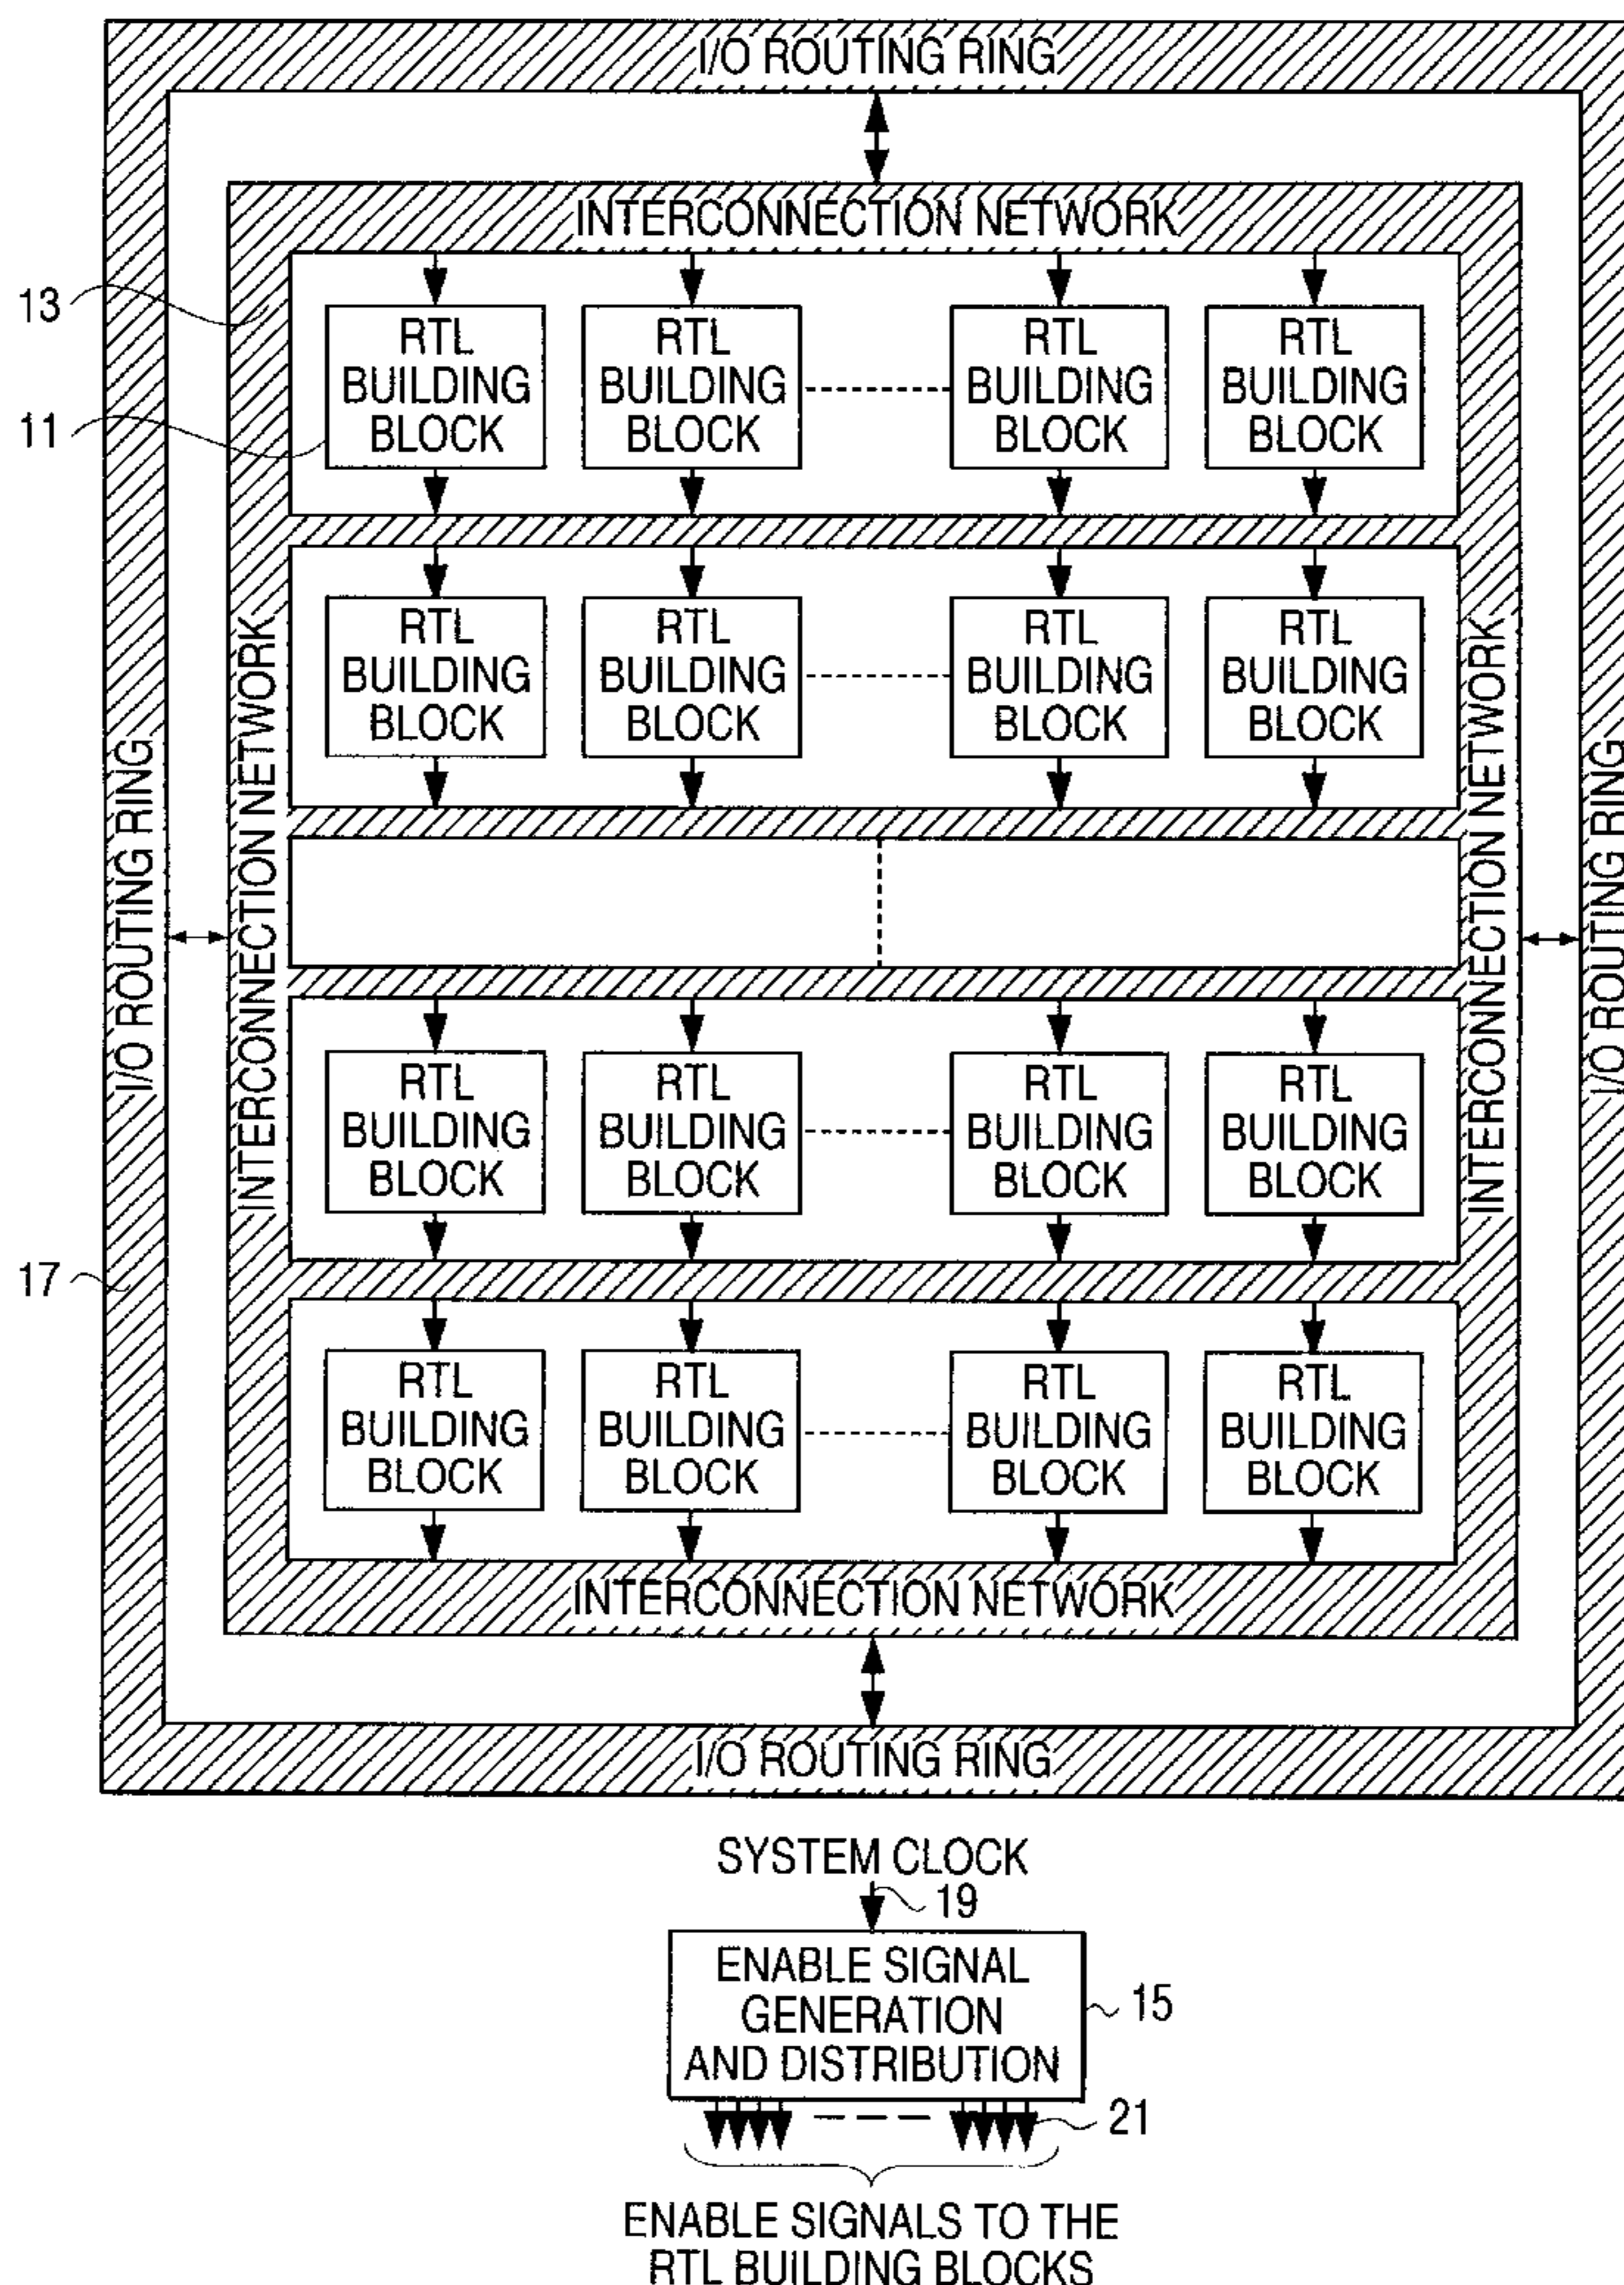 I/O ROUTING RING
INTERCONNECTION NETWORK
13
RTL
BUILDING
BLOCK
RTL
BUILDING
BLOCK
RTL
BUILDING
BLOCK
RTL
BUILDING
BLOCK
11
RTL
BUILDING
BLOCK
RTL
BUILDING
BLOCK
RTL
BUILDING
BLOCK
RTL
BUILDING
BLOCK
I/O ROUTING RING
INTERCONNECTION NETWORK
INTERCONNECTION NETWORK
I/O ROUTING RING
RTL
BUILDING
BLOCK
RTL
BUILDING
BLOCK
RTL
BUILDING
BLOCK
RTL
BUILDING
BLOCK
17
RTL
BUILDING
BLOCK
RTL
BUILDING
BLOCK
RTL
BUILDING
BLOCK
RTL
BUILDING
BLOCK
INTERCONNECTION NETWORK
I/O ROUTING RING
SYSTEM CLOCK
19
ENABLE SIGNAL
GENERATION
AND DISTRIBUTION
15
21
ENABLE SIGNALS TO THE
RTL BUILDING BLOCKS